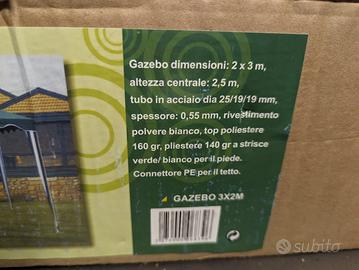 Gazebo dimensioni: 2 x 3 m,
altezza centrale: 2,5 m,
tubo in acciaio dia 25/19/19 mm,
spessore: 0,55 mm, rivestimento
polvere bianco, top poliestere
160 gr, pliestere 140 gr a strisce
verde/ bianco per il piede.
Connettore PE per il tetto.
GAZEBO 3X2M
subito